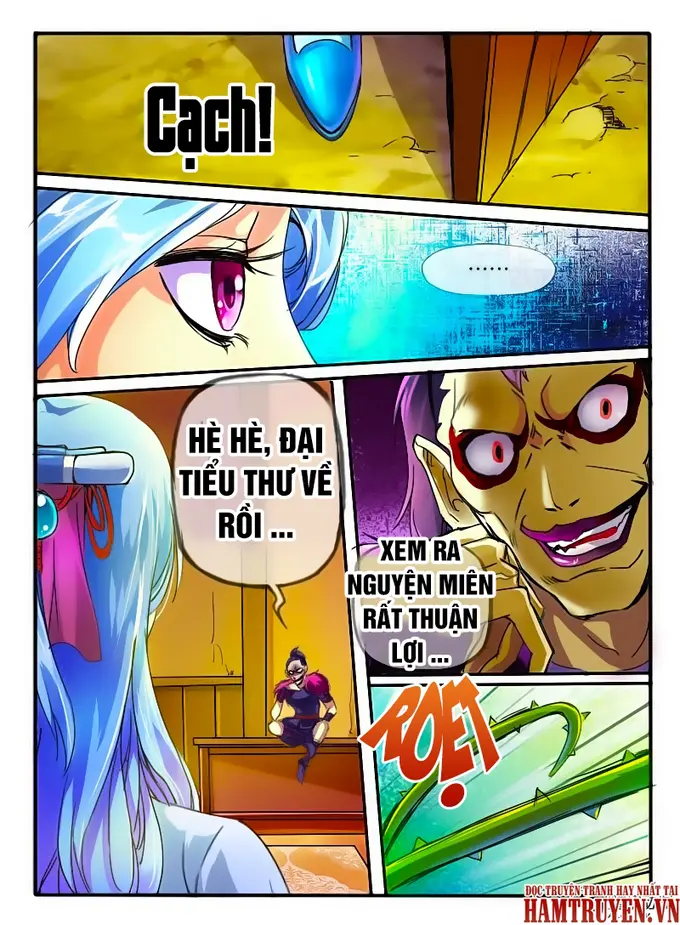 Cạch!
......
HÈ HÈ, ĐẠI
TIỂU THƯ VỀ
RỒI ...
XEM RA
NGUYỆN MIÊN
RẤT THUẬN
LỢI ...
ROẸT
ĐỌC TRUYỆN TRANH HAY NHẤT TẠI
HAMTRUYEN.VN